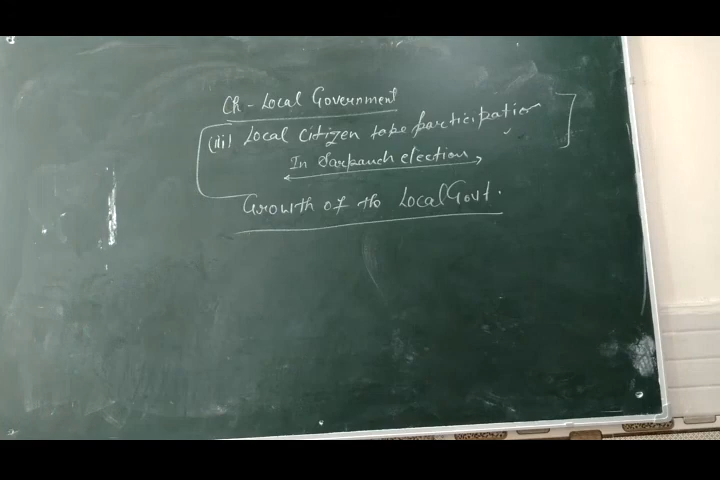 Ch - Local Government
(iii) Local Citizen take participation
In Sarpanch election
Growth of the Local Govt.